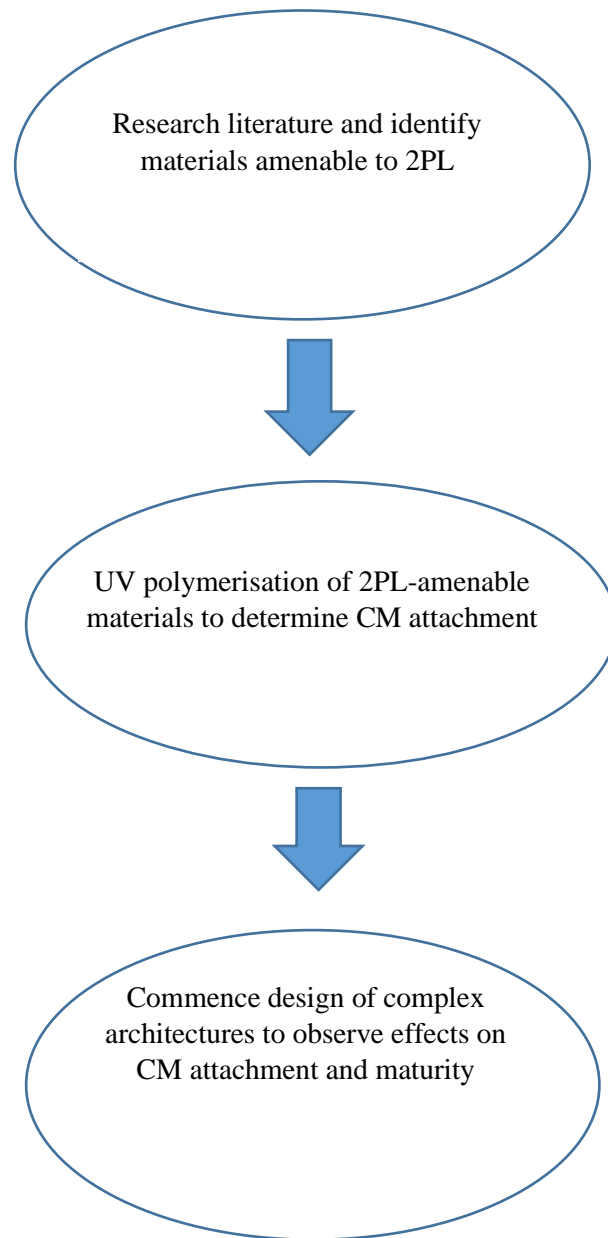 Research literature and identify
materials amenable to 2PL
UV polymerisation of 2PL-amenable
materials to determine CM attachment
Commence design of complex
architectures to observe effects on
CM attachment and maturity